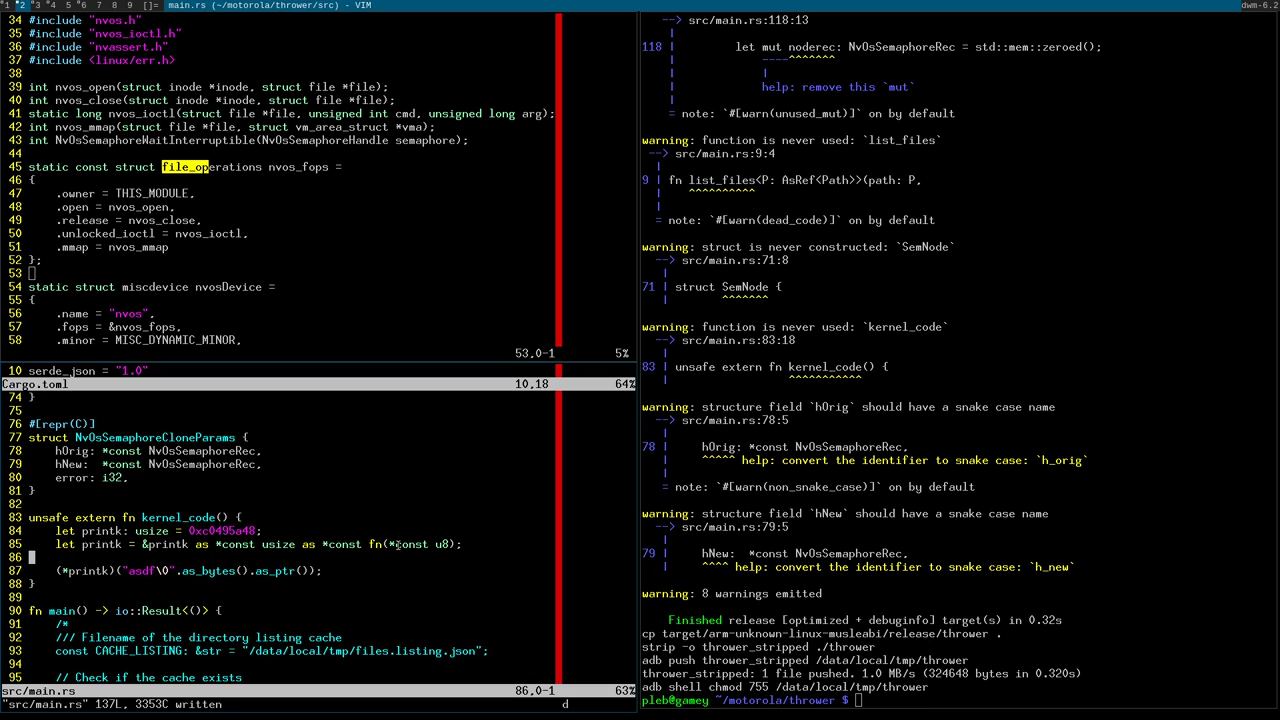 1 2 3 4 5 6 7 8 9 []= main.rs (~/motorola/thrower/src) - VIM dwm-6.2
34 #include "nvos.h"
35 #include "nvos_ioctl.h"
36 #include "nvassert.h"
37 #include <linux/err.h>
38
39 int nvos_open(struct inode *inode, struct file *file);
40 int nvos_close(struct inode *inode, struct file *file);
41 static long nvos_ioctl(struct file *file, unsigned int cmd, unsigned long arg);
42 int nvos_mmap(struct file *file, struct vm_area_struct *vma);
43 int NvOsSemaphoreWaitInterruptible(NvOsSemaphoreHandle semaphore);
44
45 static const struct file_operations nvos_fops =
46 {
47     .owner = THIS_MODULE,
48     .open = nvos_open,
49     .release = nvos_close,
50     .unlocked_ioctl = nvos_ioctl,
51     .mmap = nvos_mmap
52 };
53
54 static struct miscdevice nvosDevice =
55 {
56     .name = "nvos",
57     .fops = &nvos_fops,
58     .minor = MISC_DYNAMIC_MINOR,
53,0-1 5%
10 serde_json = "1.0"
Cargo.toml 10,18 64%
74 }
75
76 #[repr(C)]
77 struct NvOsSemaphoreCloneParams {
78     hOrig: *const NvOsSemaphoreRec,
79     hNew:  *const NvOsSemaphoreRec,
80     error: i32,
81 }
82
83 unsafe extern fn kernel_code() {
84     let printk: usize = 0xc0495a48;
85     let printk = &printk as *const usize as *const fn(*const u8);
86
87     (*printk)("asdf\0".as_bytes().as_ptr());
88 }
89
90 fn main() -> io::Result<()> {
91     /*
92     /// Filename of the directory listing cache
93     const CACHE_LISTING: &str = "/data/local/tmp/files.listing.json";
94
95     // Check if the cache exists
src/main.rs 86,0-1 63%
"src/main.rs" 137L, 3353C written d
--> src/main.rs:118:13
|
118 |         let mut noderec: NvOsSemaphoreRec = std::mem::zeroed();
|             ----^^^^^^^
|             |
|             help: remove this `mut`
|
= note: `#[warn(unused_mut)]` on by default

warning: function is never used: `list_files`
--> src/main.rs:9:4
|
9 | fn list_files<P: AsRef<Path>>(path: P,
|    ^^^^^^^^^^
|
= note: `#[warn(dead_code)]` on by default

warning: struct is never constructed: `SemNode`
--> src/main.rs:71:8
|
71 | struct SemNode {
|        ^^^^^^^

warning: function is never used: `kernel_code`
--> src/main.rs:83:18
|
83 | unsafe extern fn kernel_code() {
|                  ^^^^^^^^^^^

warning: structure field `hOrig` should have a snake case name
--> src/main.rs:78:5
|
78 |     hOrig: *const NvOsSemaphoreRec,
|     ^^^^^ help: convert the identifier to snake case: `h_orig`
|
= note: `#[warn(non_snake_case)]` on by default

warning: structure field `hNew` should have a snake case name
--> src/main.rs:79:5
|
79 |     hNew:  *const NvOsSemaphoreRec,
|     ^^^^ help: convert the identifier to snake case: `h_new`

warning: 8 warnings emitted

Finished release [optimized + debuginfo] target(s) in 0.32s
cp target/arm-unknown-linux-musleabi/release/thrower .
strip -o thrower_stripped ./thrower
adb push thrower_stripped /data/local/tmp/thrower
thrower_stripped: 1 file pushed. 1.0 MB/s (324648 bytes in 0.320s)
adb shell chmod 755 /data/local/tmp/thrower
pleb@gamey ~/motorola/thrower $